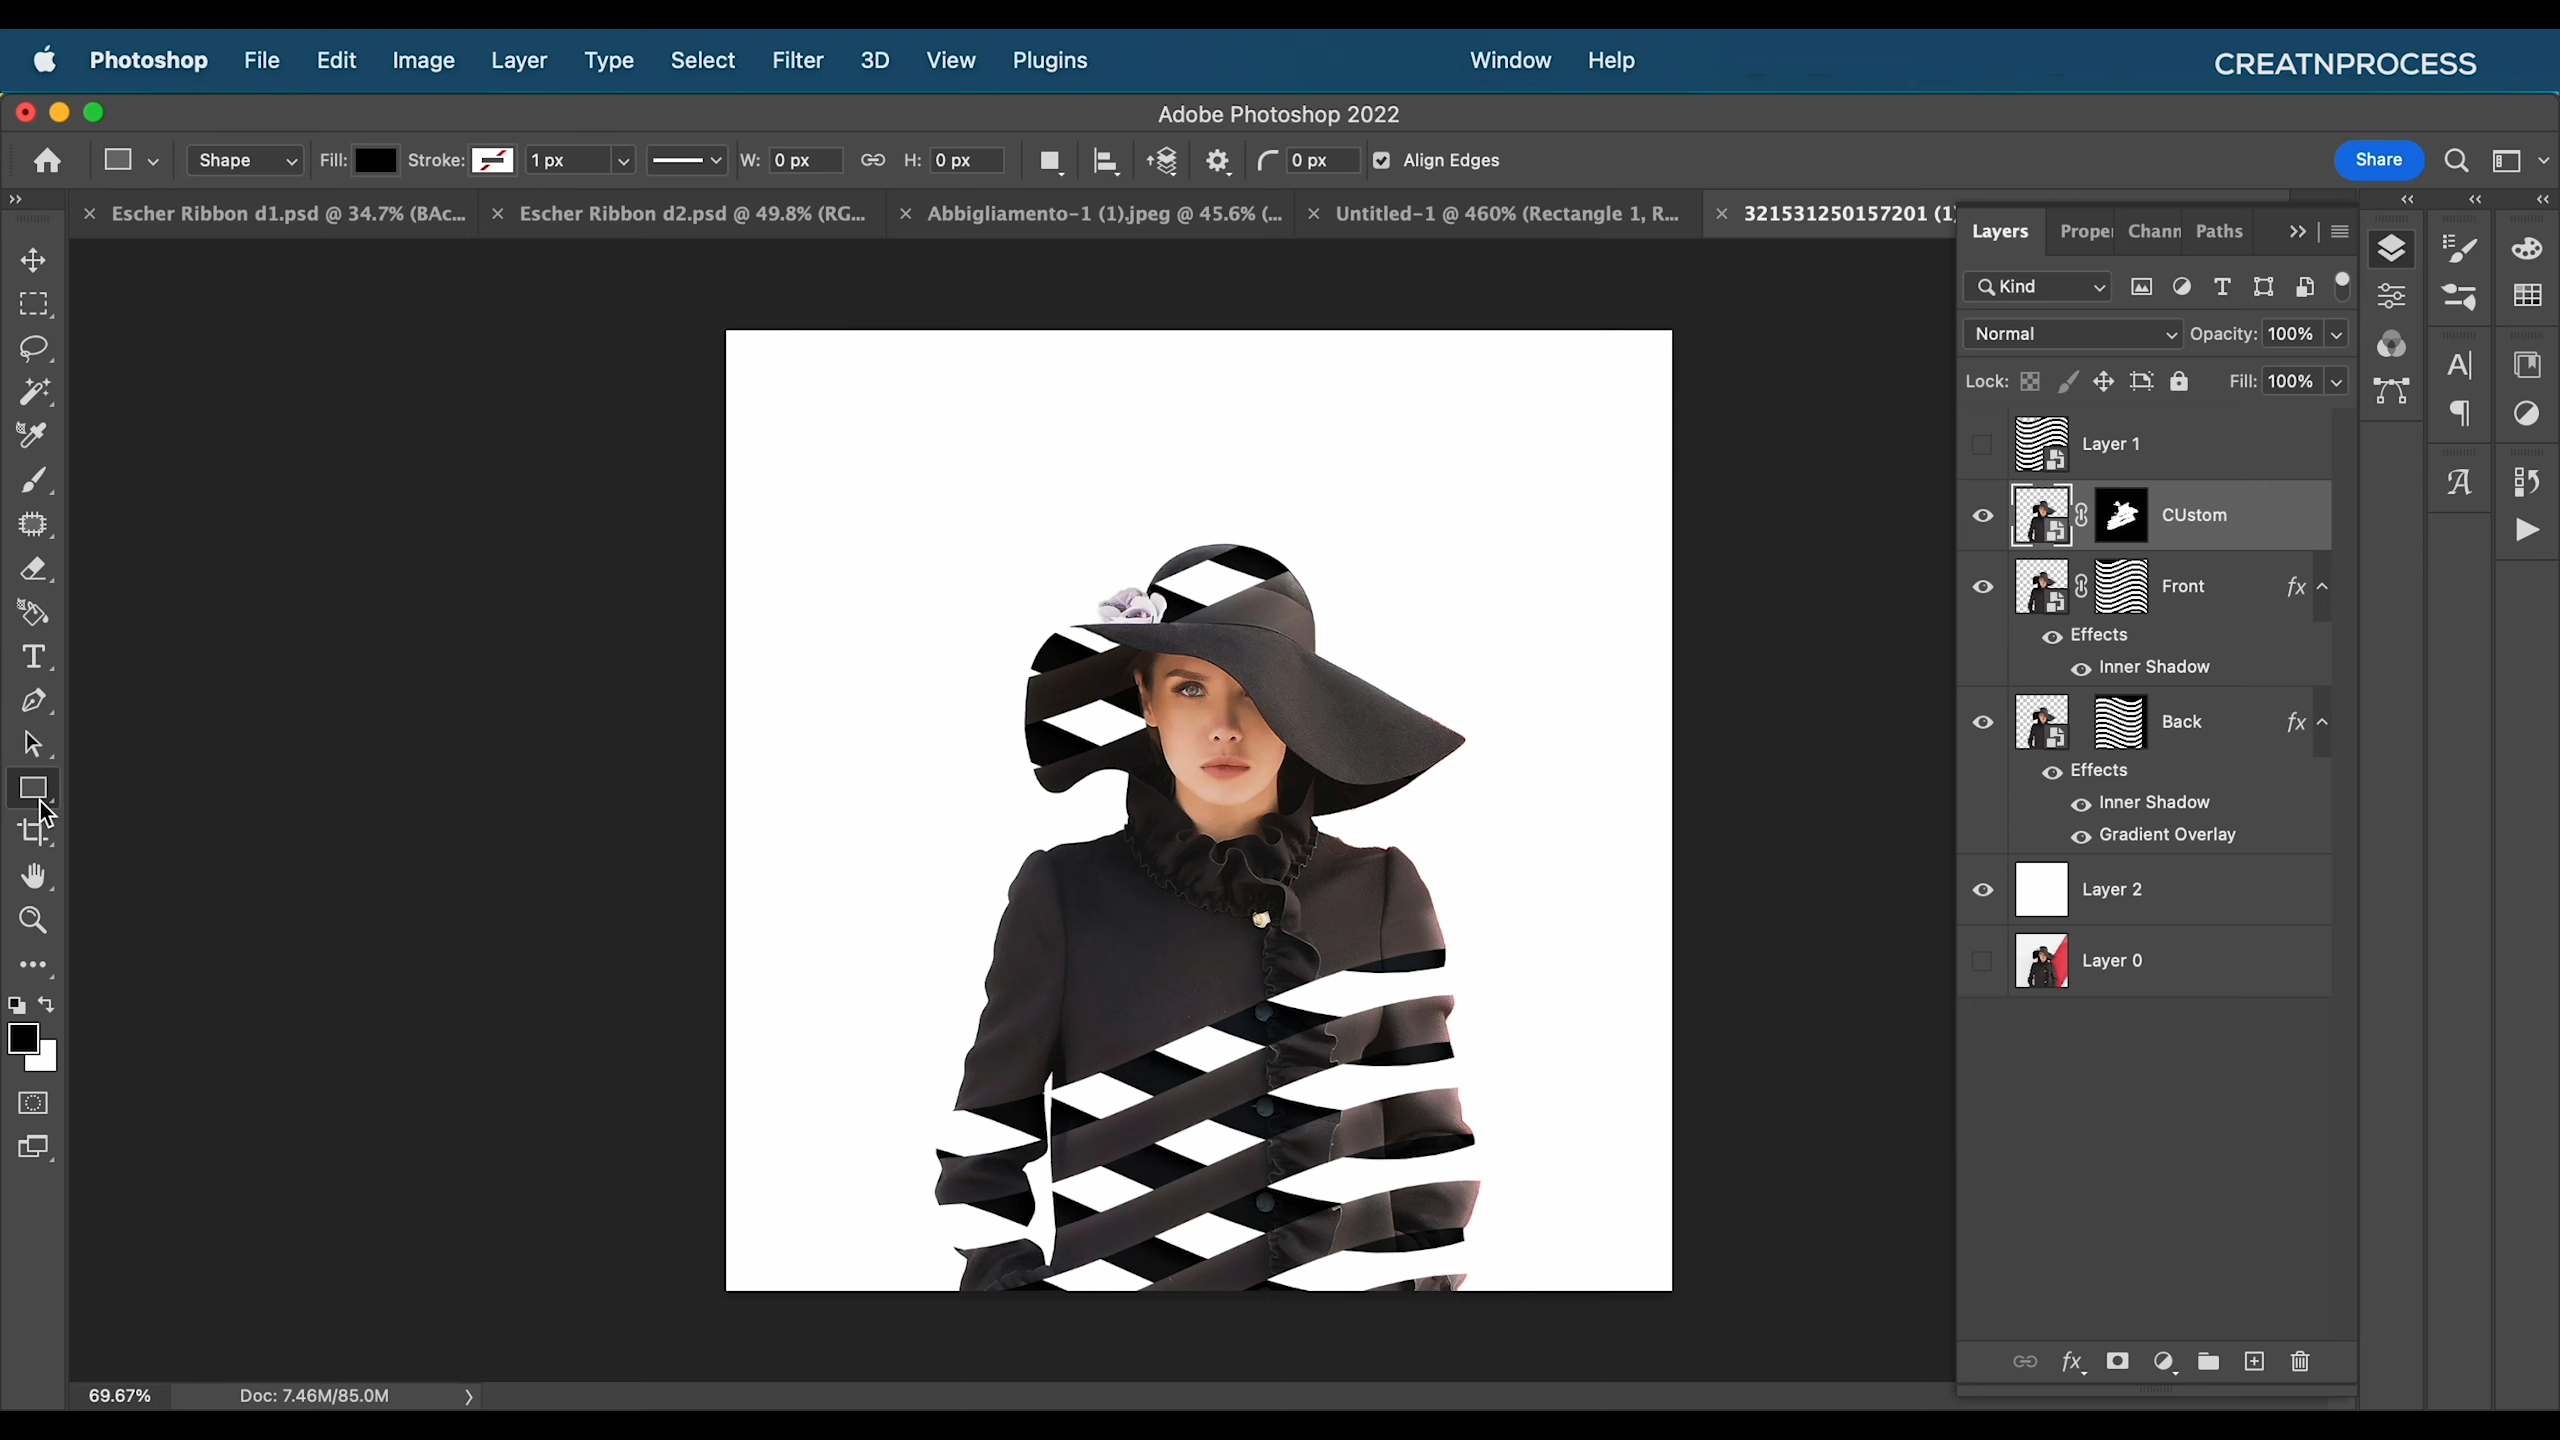 Photoshop File Edit Image Layer Type Select Filter 3D View Plugins Window Help CREATNPROCESS
Adobe Photoshop 2022
Shape Fill: Stroke: 1 px W: 0 px H: 0 px 0 px Align Edges Share
Escher Ribbon d1.psd @ 34.7% (BAc... Escher Ribbon d2.psd @ 49.8% (RG... Abbigliamento-1 (1).jpeg @ 45.6% (... Untitled-1 @ 460% (Rectangle 1, R... 321531250157201 (1)
Layers Proper Chann Paths
Kind
Normal Opacity: 100%
Lock: Fill: 100%
Layer 1
CUstom
Front fx
Effects
Inner Shadow
Back fx
Effects
Inner Shadow
Gradient Overlay
Layer 2
Layer 0
fx
69.67% Doc: 7.46M/85.0M